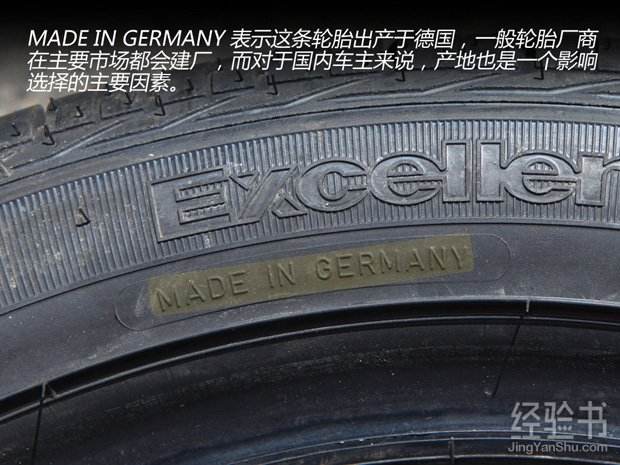 MADE IN GERMANY 表示这条轮胎出产于德国，一般轮胎厂商
在主要市场都会建厂，而对于国内车主来说，产地也是一个影响
选择的主要因素。
Excellen
MADE IN GERMANY
经验书
JingYanShu.com